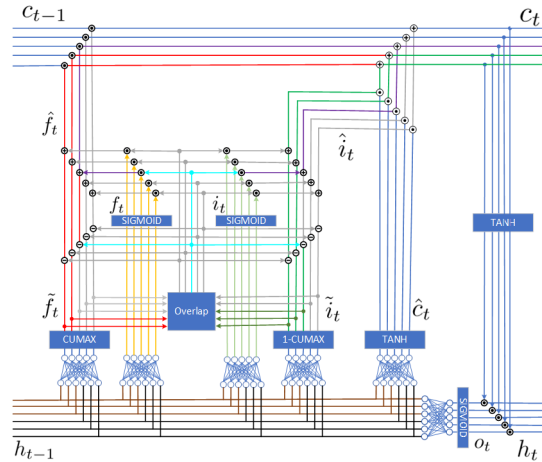 c_{t-1} c_t
\hat{f}_t \hat{i}_t
f_t i_t
SIGMOID SIGMOID TANH
\tilde{f}_t Overlap \tilde{i}_t \hat{c}_t
CUMAX 1-CUMAX TANH
SIGMOID
h_{t-1} o_t h_t